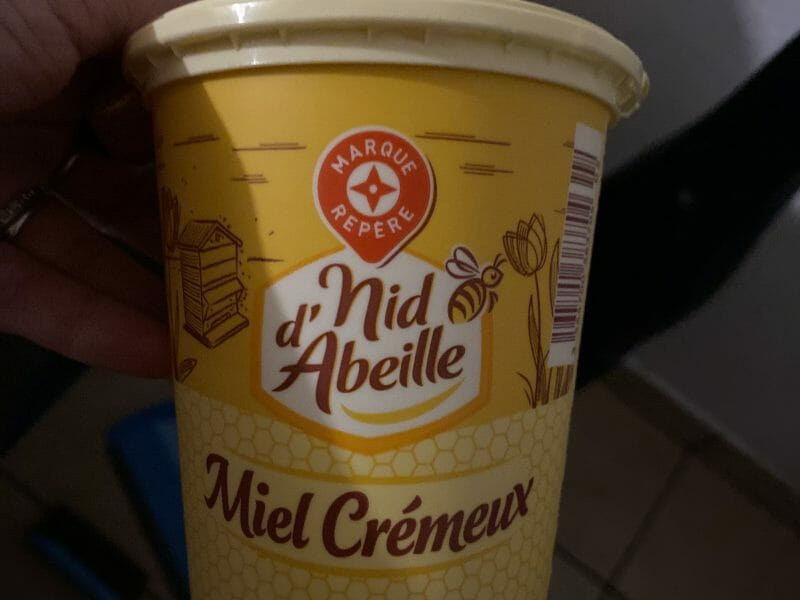 MARQUE
REPÈRE
Nid
d'Abeille
Miel Crémeux